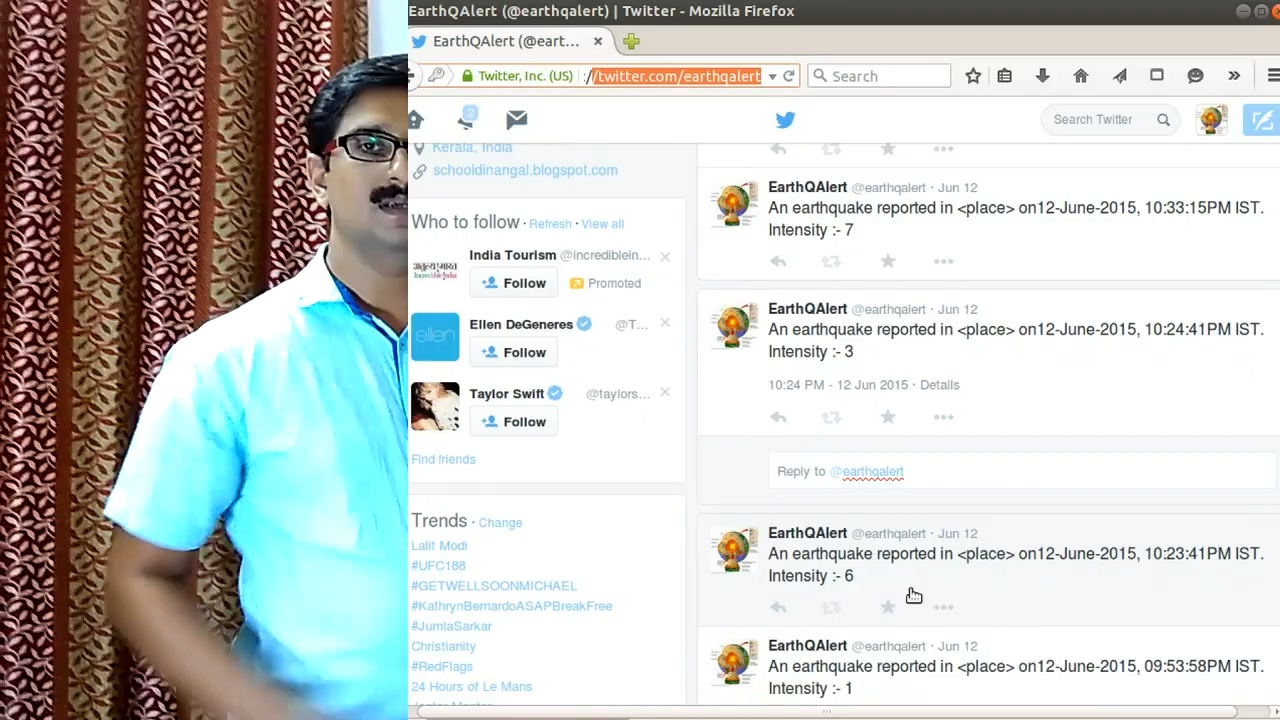 EarthQAlert (@earthqalert) | Twitter - Mozilla Firefox
EarthQAlert (@eart...
Twitter, Inc. (US)
://twitter.com/earthqalert
Search
2
Search Twitter
Kerala, India
schooldinangal.blogspot.com
Who to follow · Refresh · View all
India Tourism @incrediblein...
Follow
Promoted
Ellen DeGeneres @T...
ellen
Follow
Taylor Swift @taylors...
Follow
Find friends
Trends · Change
Lalit Modi
#UFC188
#GETWELLSOONMICHAEL
#KathrynBernardoASAPBreakFree
#JumlaSarkar
Christianity
#RedFlags
24 Hours of Le Mans
EarthQAlert @earthqalert · Jun 12
An earthquake reported in <place> on12-June-2015, 10:33:15PM IST.
Intensity :- 7
EarthQAlert @earthqalert · Jun 12
An earthquake reported in <place> on12-June-2015, 10:24:41PM IST.
Intensity :- 3
10:24 PM - 12 Jun 2015 · Details
Reply to @earthqalert
EarthQAlert @earthqalert · Jun 12
An earthquake reported in <place> on12-June-2015, 10:23:41PM IST.
Intensity :- 6
EarthQAlert @earthqalert · Jun 12
An earthquake reported in <place> on12-June-2015, 09:53:58PM IST.
Intensity :- 1